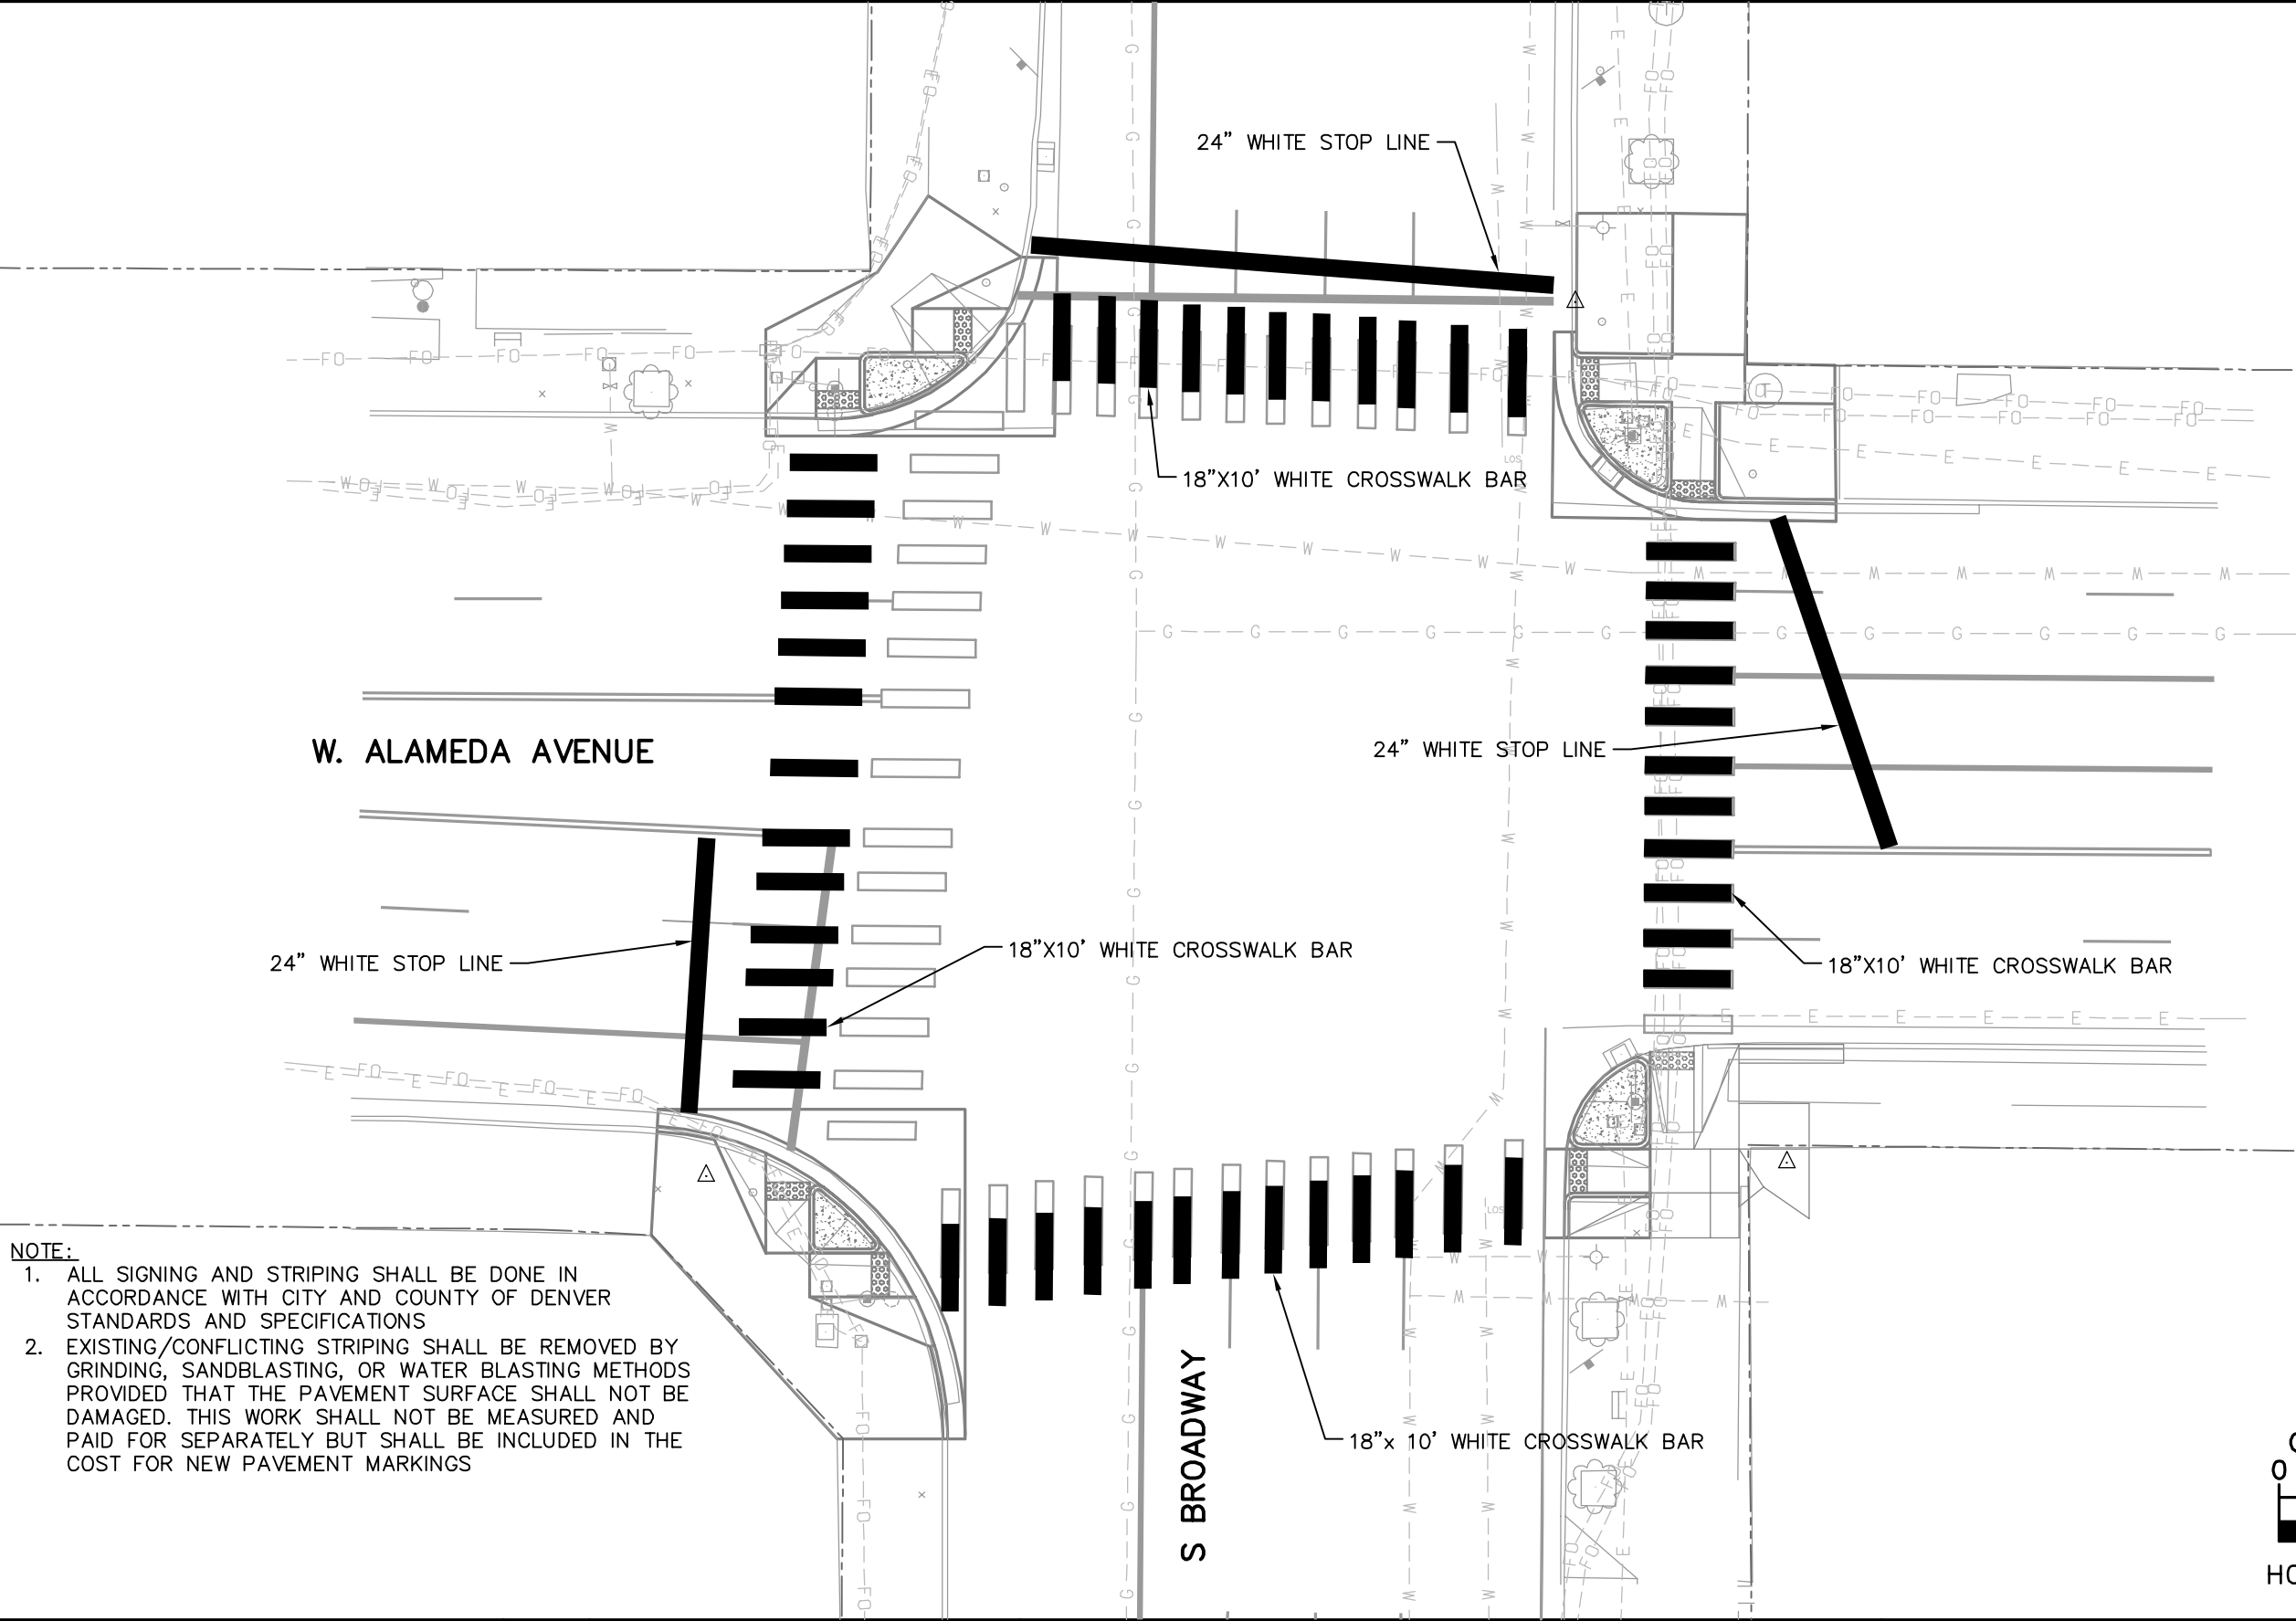 24" WHITE STOP LINE
18"X10' WHITE CROSSWALK BAR
W. ALAMEDA AVENUE
24" WHITE STOP LINE
24" WHITE STOP LINE
18"X10' WHITE CROSSWALK BAR
18"X10' WHITE CROSSWALK BAR
18"x 10' WHITE CROSSWALK BAR
S BROADWAY
NOTE:
1. ALL SIGNING AND STRIPING SHALL BE DONE IN
ACCORDANCE WITH CITY AND COUNTY OF DENVER
STANDARDS AND SPECIFICATIONS
2. EXISTING/CONFLICTING STRIPING SHALL BE REMOVED BY
GRINDING, SANDBLASTING, OR WATER BLASTING METHODS
PROVIDED THAT THE PAVEMENT SURFACE SHALL NOT BE
DAMAGED. THIS WORK SHALL NOT BE MEASURED AND
PAID FOR SEPARATELY BUT SHALL BE INCLUDED IN THE
COST FOR NEW PAVEMENT MARKINGS
LOS
LOS
0